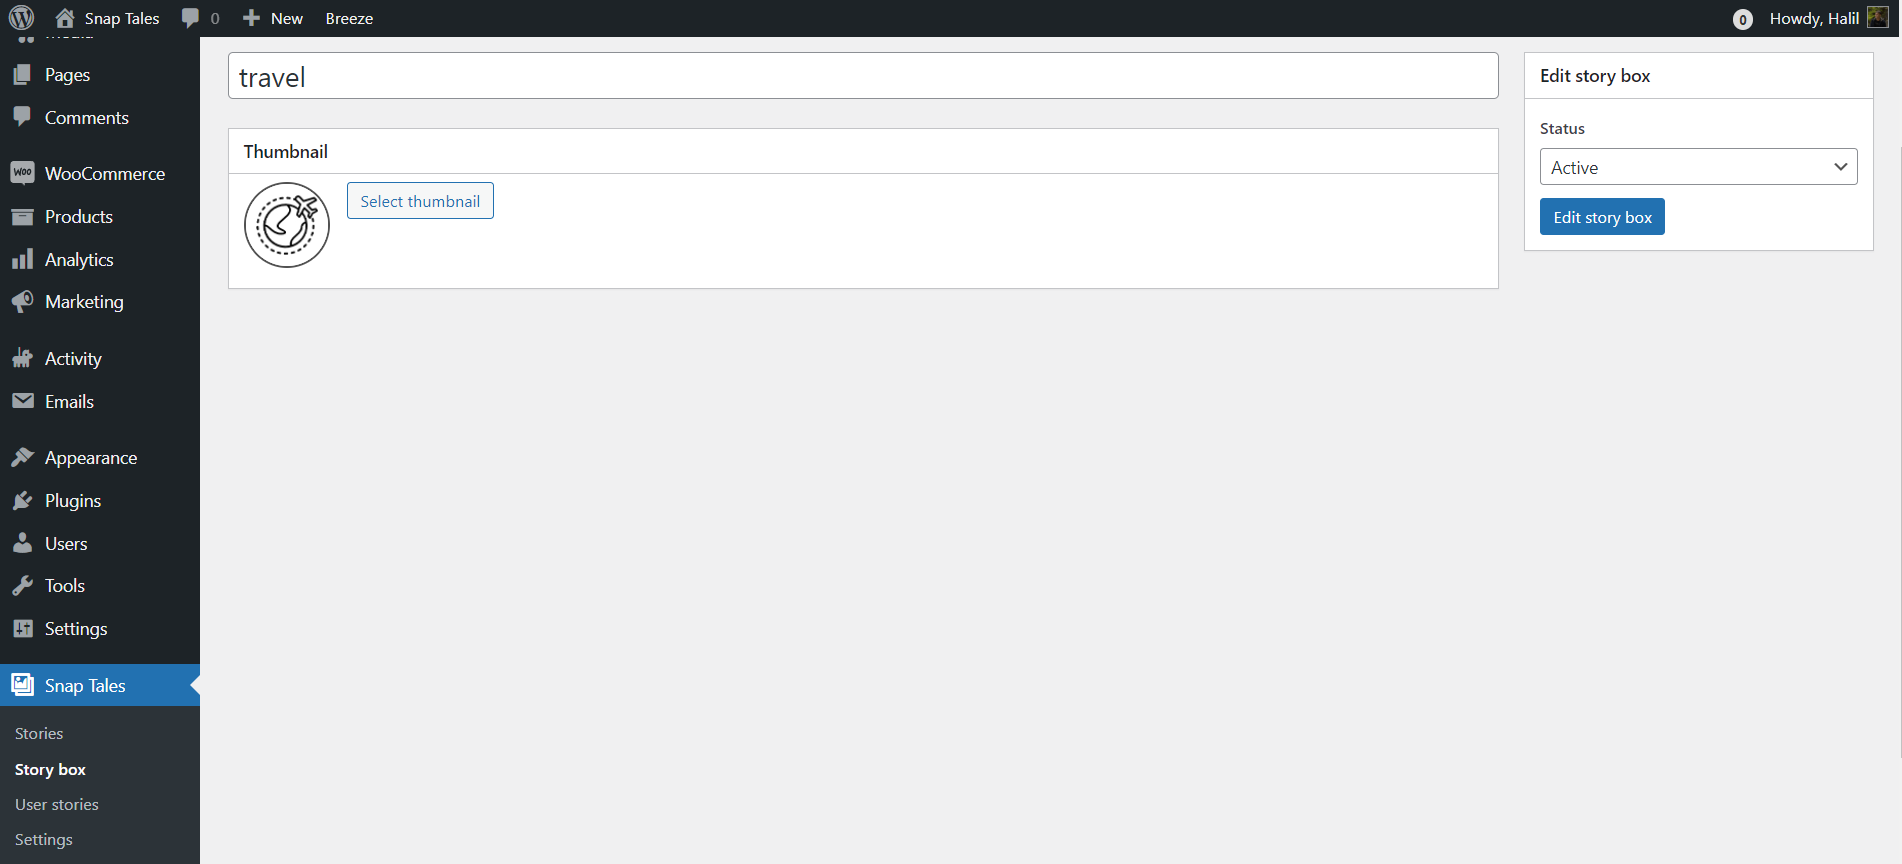 Snap Tales
0
New
Breeze
0
Howdy, Halil
Pages
Comments
WooCommerce
Products
Analytics
Marketing
Activity
Emails
Appearance
Plugins
Users
Tools
Settings
Snap Tales
Stories
Story box
User stories
Settings
travel
Thumbnail
Select thumbnail
Edit story box
Status
Active
Edit story box